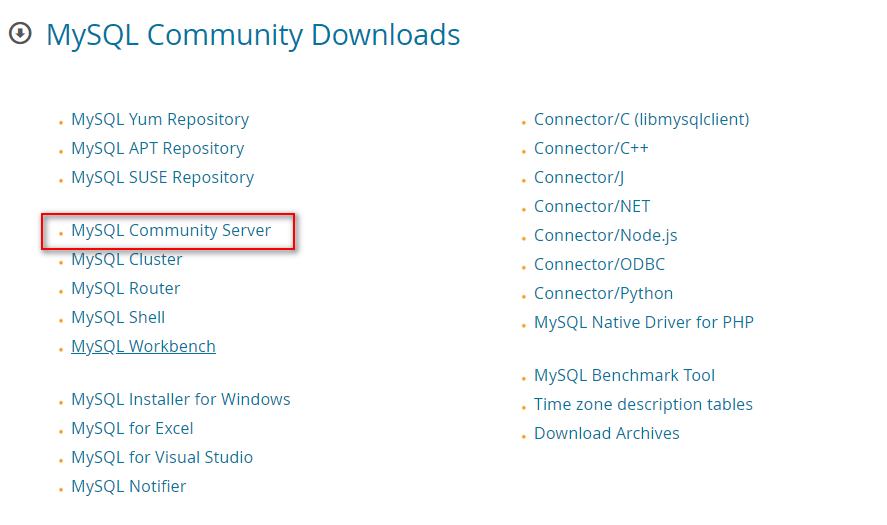 MySQL Community Downloads
MySQL Yum Repository
MySQL APT Repository
MySQL SUSE Repository
MySQL Community Server
MySQL Cluster
MySQL Router
MySQL Shell
MySQL Workbench
MySQL Installer for Windows
MySQL for Excel
MySQL for Visual Studio
MySQL Notifier
Connector/C (libmysqlclient)
Connector/C++
Connector/J
Connector/NET
Connector/Node.js
Connector/ODBC
Connector/Python
MySQL Native Driver for PHP
MySQL Benchmark Tool
Time zone description tables
Download Archives